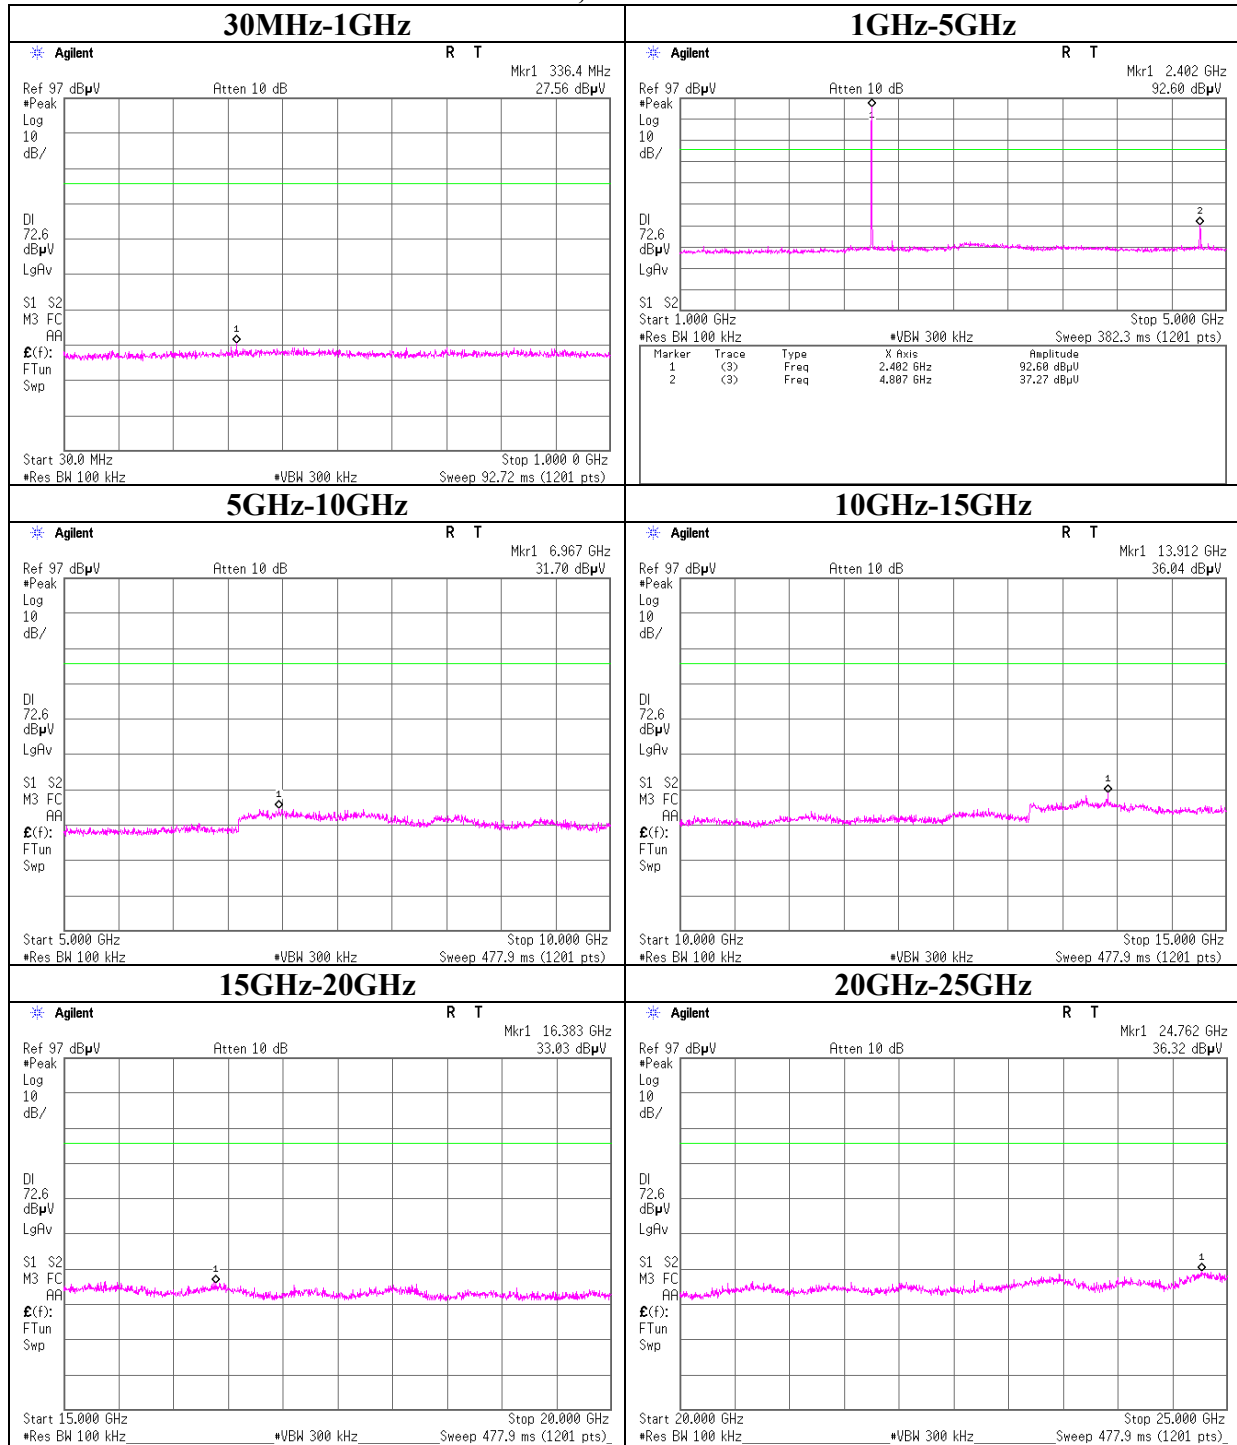 30MHz-1GHz
Agilent R T
Mkr1 336.4 MHz
Ref 97 dBµV Atten 10 dB 27.56 dBµV
#Peak
Log
10
dB/
DI
72.6
dBµV
LgAv
S1 S2
M3 FC
AA
£(f):
FTun
Swp
1
Start 30.0 MHz Stop 1.000 0 GHz
#Res BW 100 kHz #VBW 300 kHz Sweep 92.72 ms (1201 pts)
1GHz-5GHz
Agilent R T
Mkr1 2.402 GHz
Ref 97 dBµV Atten 10 dB 92.60 dBµV
#Peak
Log
10
dB/
DI
72.6
dBµV
LgAv
S1 S2
1
2
Start 1.000 GHz Stop 5.000 GHz
#Res BW 100 kHz #VBW 300 kHz Sweep 382.3 ms (1201 pts)
Marker Trace Type X Axis Amplitude
1 (3) Freq 2.402 GHz 92.60 dBµV
2 (3) Freq 4.807 GHz 37.27 dBµV
5GHz-10GHz
Agilent R T
Mkr1 6.967 GHz
Ref 97 dBµV Atten 10 dB 31.70 dBµV
#Peak
Log
10
dB/
DI
72.6
dBµV
LgAv
S1 S2
M3 FC
AA
£(f):
FTun
Swp
1
Start 5.000 GHz Stop 10.000 GHz
#Res BW 100 kHz #VBW 300 kHz Sweep 477.9 ms (1201 pts)
10GHz-15GHz
Agilent R T
Mkr1 13.912 GHz
Ref 97 dBµV Atten 10 dB 36.04 dBµV
#Peak
Log
10
dB/
DI
72.6
dBµV
LgAv
S1 S2
M3 FC
AA
£(f):
FTun
Swp
1
Start 10.000 GHz Stop 15.000 GHz
#Res BW 100 kHz #VBW 300 kHz Sweep 477.9 ms (1201 pts)
15GHz-20GHz
Agilent R T
Mkr1 16.383 GHz
Ref 97 dBµV Atten 10 dB 33.03 dBµV
#Peak
Log
10
dB/
DI
72.6
dBµV
LgAv
S1 S2
M3 FC
AA
£(f):
FTun
Swp
1
Start 15.000 GHz Stop 20.000 GHz
#Res BW 100 kHz #VBW 300 kHz Sweep 477.9 ms (1201 pts)
20GHz-25GHz
Agilent R T
Mkr1 24.762 GHz
Ref 97 dBµV Atten 10 dB 36.32 dBµV
#Peak
Log
10
dB/
DI
72.6
dBµV
LgAv
S1 S2
M3 FC
AA
£(f):
FTun
Swp
1
Start 20.000 GHz Stop 25.000 GHz
#Res BW 100 kHz #VBW 300 kHz Sweep 477.9 ms (1201 pts)